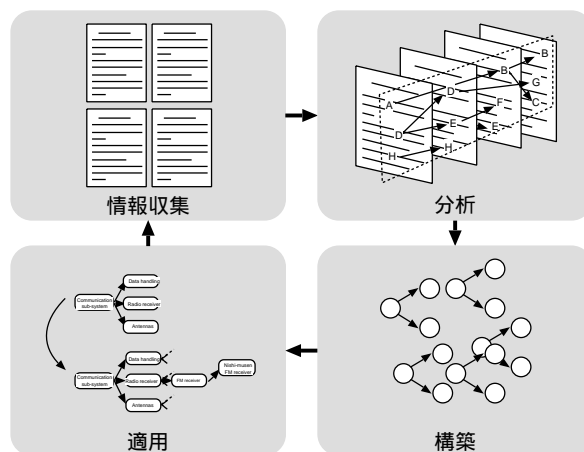 情報収集
A
D
H
D
E
H
B
F
E
B
G
C
分析
Communication
sub-system
Data handling
Radio receiver
Antennas
Communication
sub-system
Data handling
Radio receiver
Antennas
FM receiver
Nishi-musen
FM receiver
適用
構築